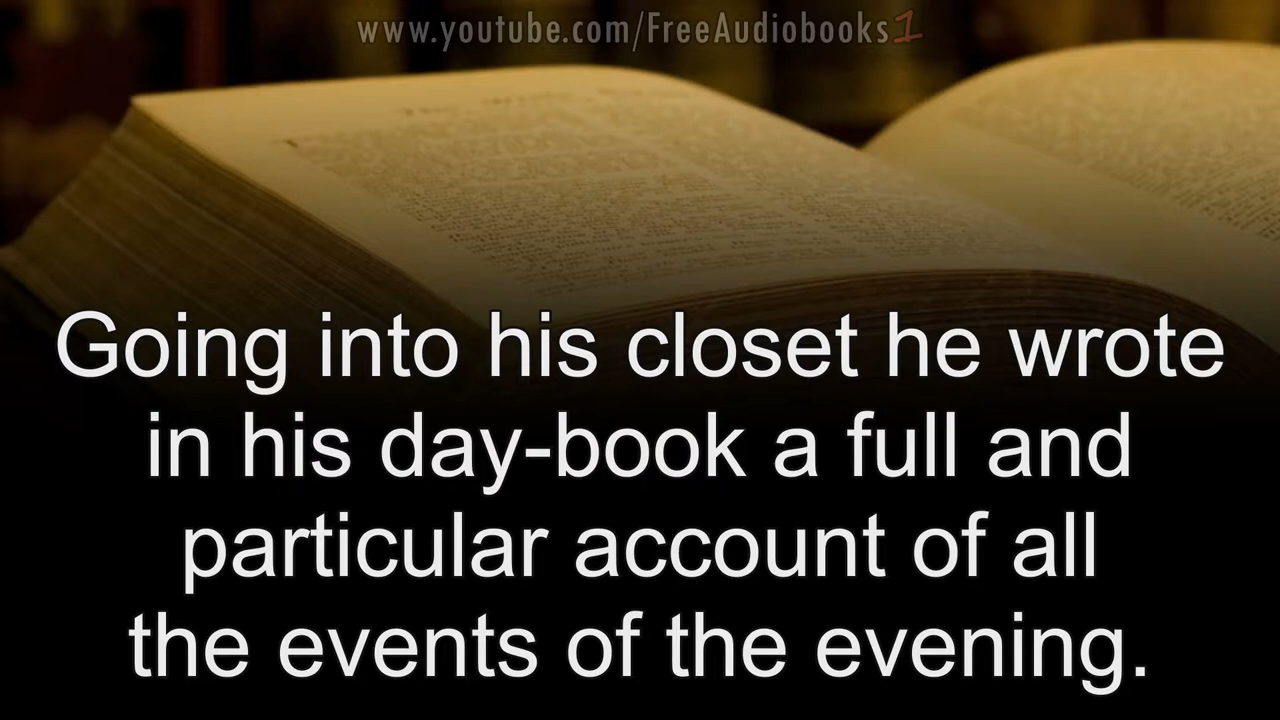 www.youtube.com/FreeAudiobooks1
Going into his closet he wrote
in his day-book a full and
particular account of all
the events of the evening.